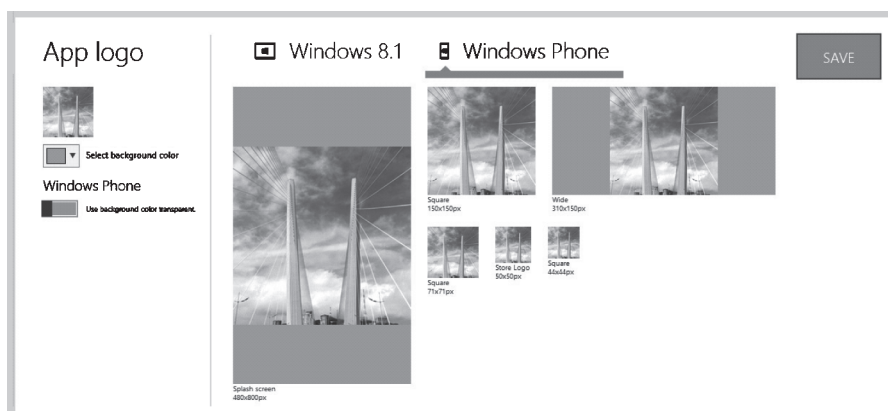 App logo
Windows 8.1
Windows Phone
SAVE
Select background color
Windows Phone
Use background color transparent.
Splash screen
480x800px
Square
150x150px
Wide
310x150px
Square
71x71px
Store Logo
50x50px
Square
44x44px